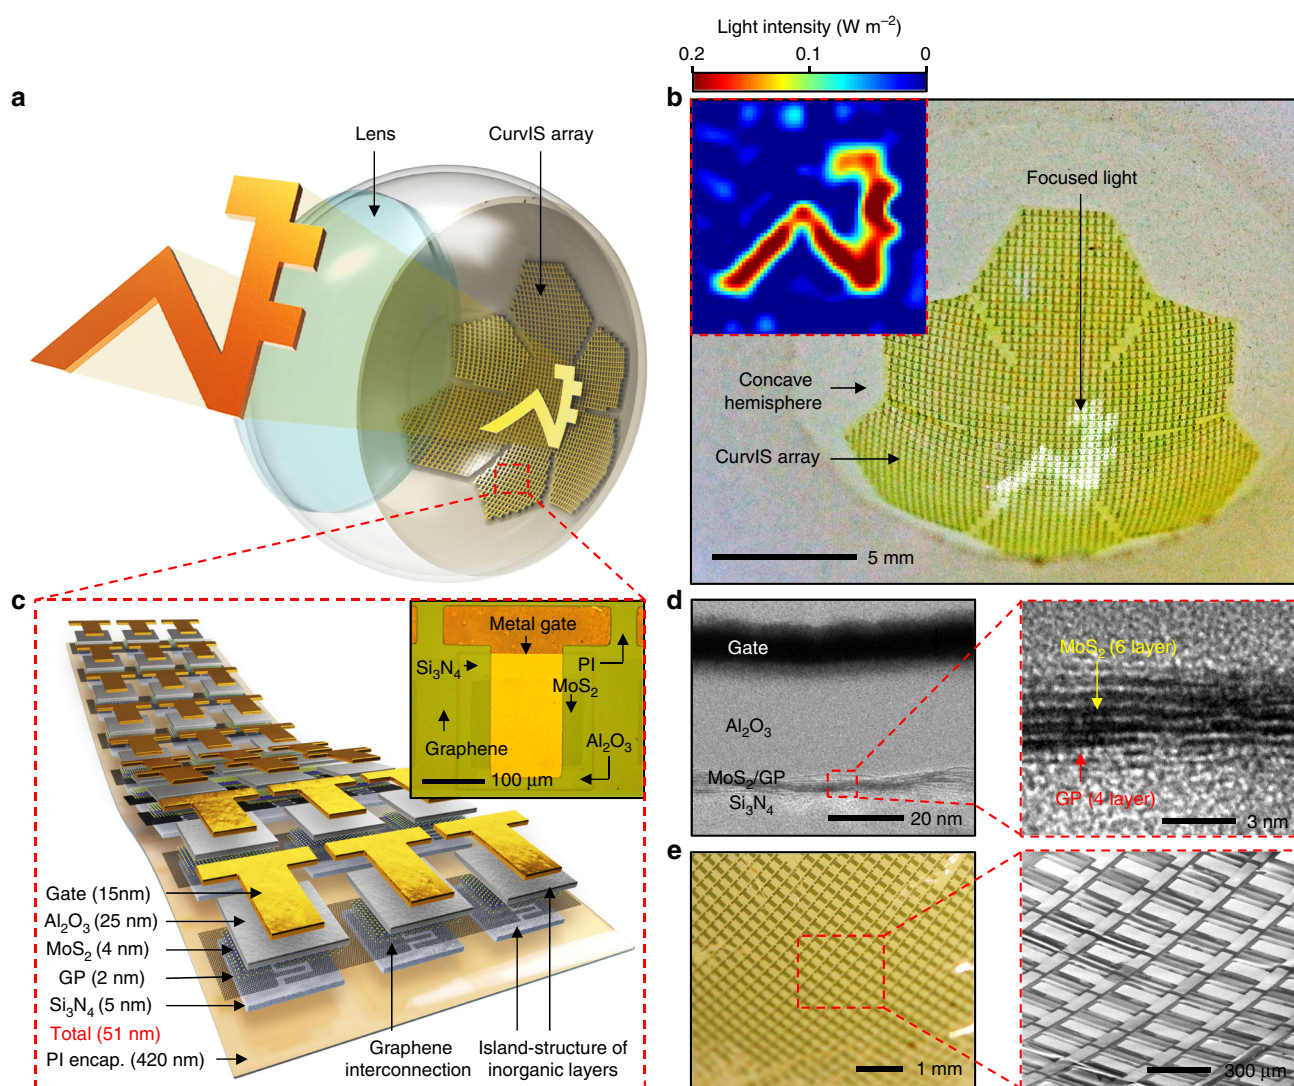 Light intensity (W m⁻²)
0.2 0.1 0
a
Lens
CurvIS array
b
Focused light
Concave
hemisphere
CurvIS array
5 mm
c
Metal gate
Si₃N₄
PI
MoS₂
Graphene
Al₂O₃
100 μm
Gate (15nm)
Al₂O₃ (25 nm)
MoS₂ (4 nm)
GP (2 nm)
Si₃N₄ (5 nm)
Total (51 nm)
PI encap. (420 nm)
Graphene
interconnection
Island-structure of
inorganic layers
d
Gate
Al₂O₃
MoS₂/GP
Si₃N₄
20 nm
MoS₂ (6 layer)
GP (4 layer)
3 nm
e
1 mm
300 μm